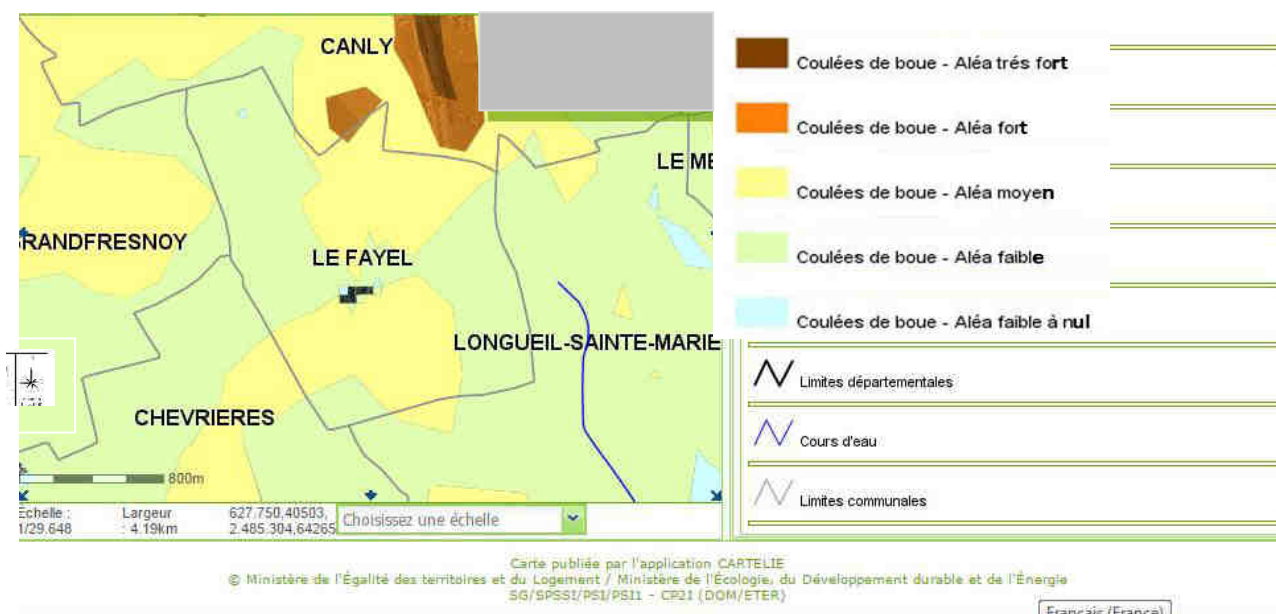 CANLY
LE ME
RANDFRESNOY
LE FAYEL
LONGUEIL-SAINTE-MARIE
CHEVRIERES
800m
Echelle :
1/29.648
Largeur
: 4.19km
627.750,40503,
2.485.304,64265
Choisissez une échelle
Coulées de boue - Aléa trés fort
Coulées de boue - Aléa fort
Coulées de boue - Aléa moyen
Coulées de boue - Aléa faible
Coulées de boue - Aléa faible à nul
Limites départementales
Cours d'eau
Limites communales
Carte publiée par l'application CARTELIE
© Ministère de l'Égalité des territoires et du Logement / Ministère de l'Écologie, du Développement durable et de l'Énergie
SG/SPSSI/PSI/PSI1 - CP2I (DOM/ETER)
Français (France)